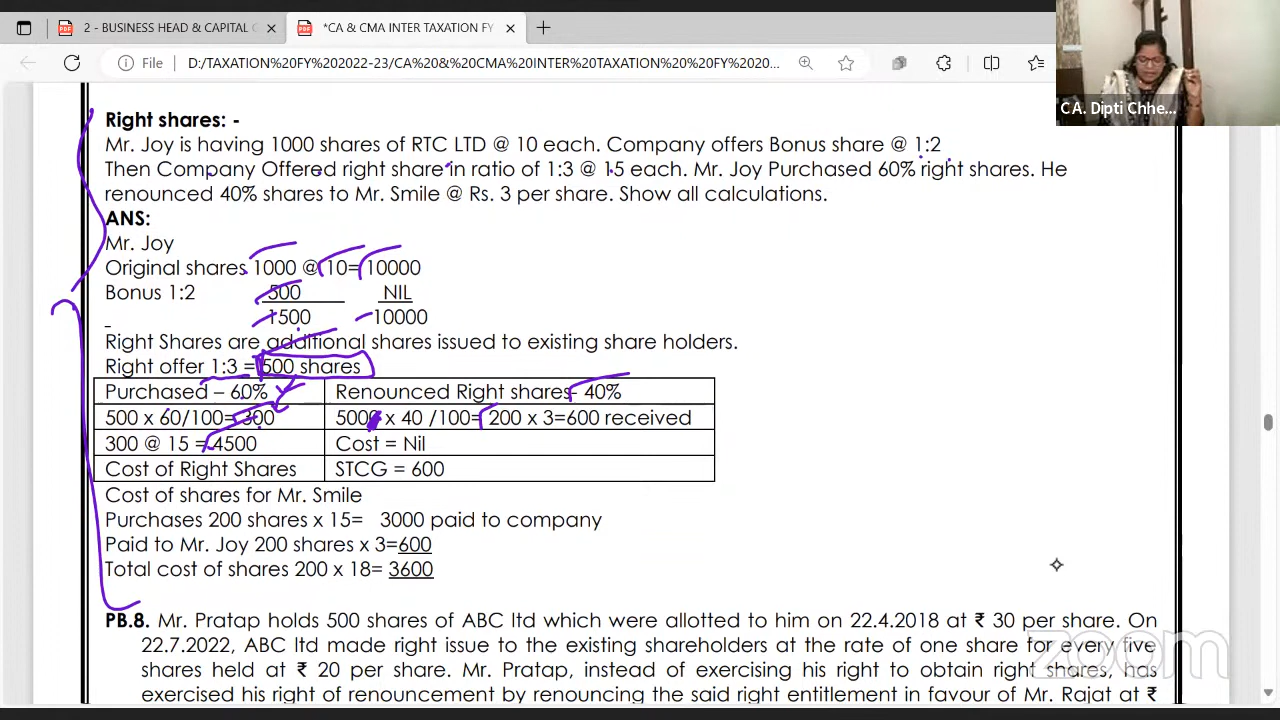 2 - BUSINESS HEAD & CAPITAL G
*CA & CMA INTER TAXATION FY
File
D:/TAXATION%20FY%202022-23/CA%20&%20CMA%20INTER%20TAXATION%20%20FY%20%2020...
CA. Dipti Chhe...
Right shares: -
Mr. Joy is having 1000 shares of RTC LTD @ 10 each. Company offers Bonus share @ 1:2
Then Company Offered right share in ratio of 1:3 @ 15 each. Mr. Joy Purchased 60% right shares. He
renounced 40% shares to Mr. Smile @ Rs. 3 per share. Show all calculations.
ANS:
Mr. Joy
Original shares 1000 @ 10= 10000
Bonus 1:2 500 NIL
1500 10000
Right Shares are additional shares issued to existing share holders.
Right offer 1:3 = 500 shares
Purchased – 60% Renounced Right shares- 40%
500 x 60/100= 300 500 x 40 /100= 200 x 3=600 received
300 @ 15 = 4500 Cost = Nil
Cost of Right Shares STCG = 600
Cost of shares for Mr. Smile
Purchases 200 shares x 15= 3000 paid to company
Paid to Mr. Joy 200 shares x 3=600
Total cost of shares 200 x 18= 3600
PB.8. Mr. Pratap holds 500 shares of ABC ltd which were allotted to him on 22.4.2018 at ₹ 30 per share. On
22.7.2022, ABC ltd made right issue to the existing shareholders at the rate of one share for every five
shares held at ₹ 20 per share. Mr. Pratap, instead of exercising his right to obtain right shares, has
exercised his right of renouncement by renouncing the said right entitlement in favour of Mr. Rajat at ₹
zoom